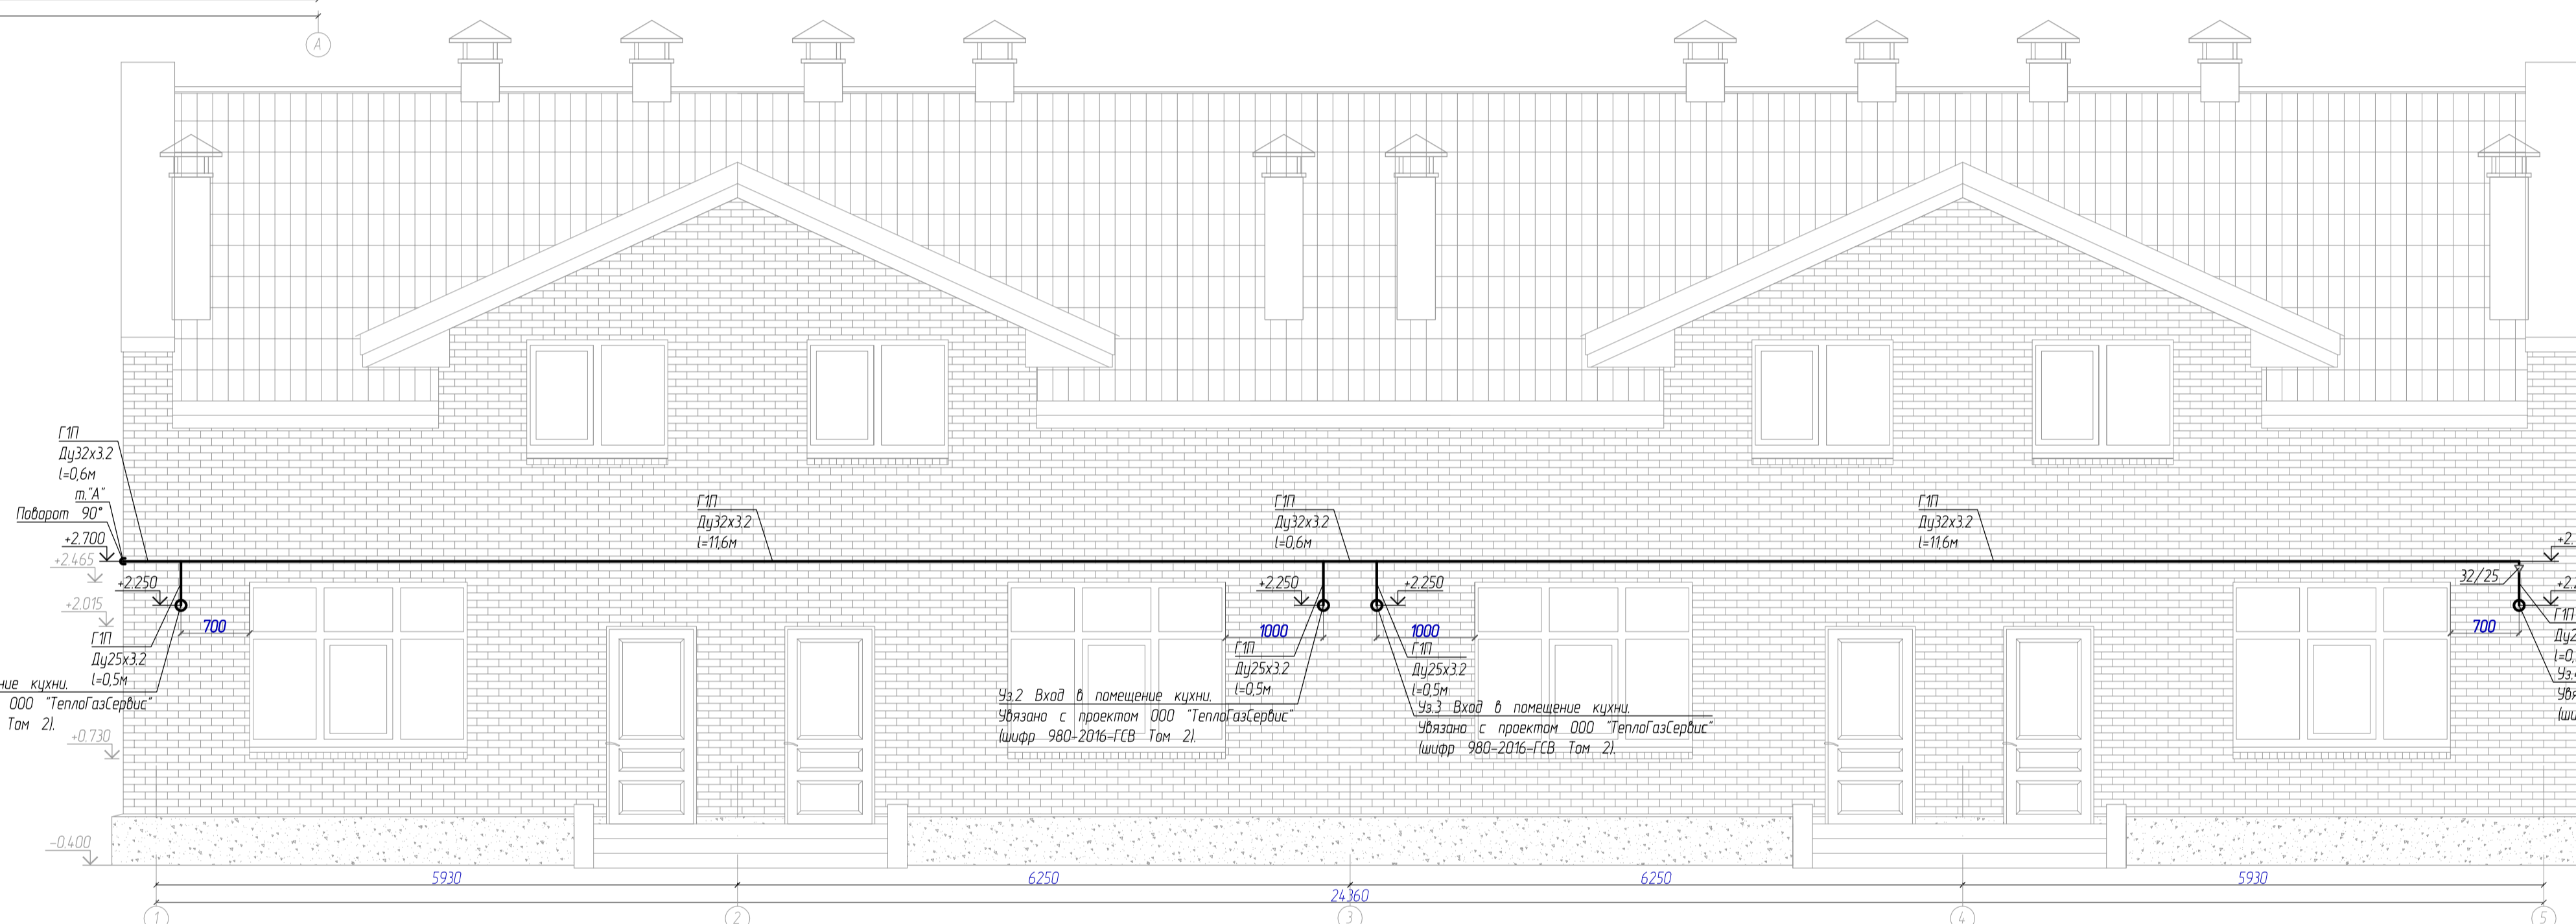 А
Г1П
Ду32х3.2
l=0,6м
т."А"
Поворот 90°
+2.700
+2.465
+2.250
+2.015
700
Г1П
Ду25х3.2
l=0,5м
кухни.
ООО "ТеплоГазСервис"
Том 2).
+0.730
-0.400
Г1П
Ду32х3.2
l=11,6м
Г1П
Ду32х3.2
l=0,6м
+2.250
1000
Г1П
Ду25х3.2
l=0,5м
Уз.2 Вход в помещение кухни.
Увязано с проектом ООО "ТеплоГазСервис"
(шифр 980-2016-ГСВ Том 2).
+2.250
1000
Г1П
Ду25х3.2
l=0,5м
Уз.3 Вход в помещение кухни.
Увязано с проектом ООО "ТеплоГазСервис"
(шифр 980-2016-ГСВ Том 2).
Г1П
Ду32х3.2
l=11,6м
32/25
700
Г1П
5930
6250
6250
5930
24360
1
2
3
4
5